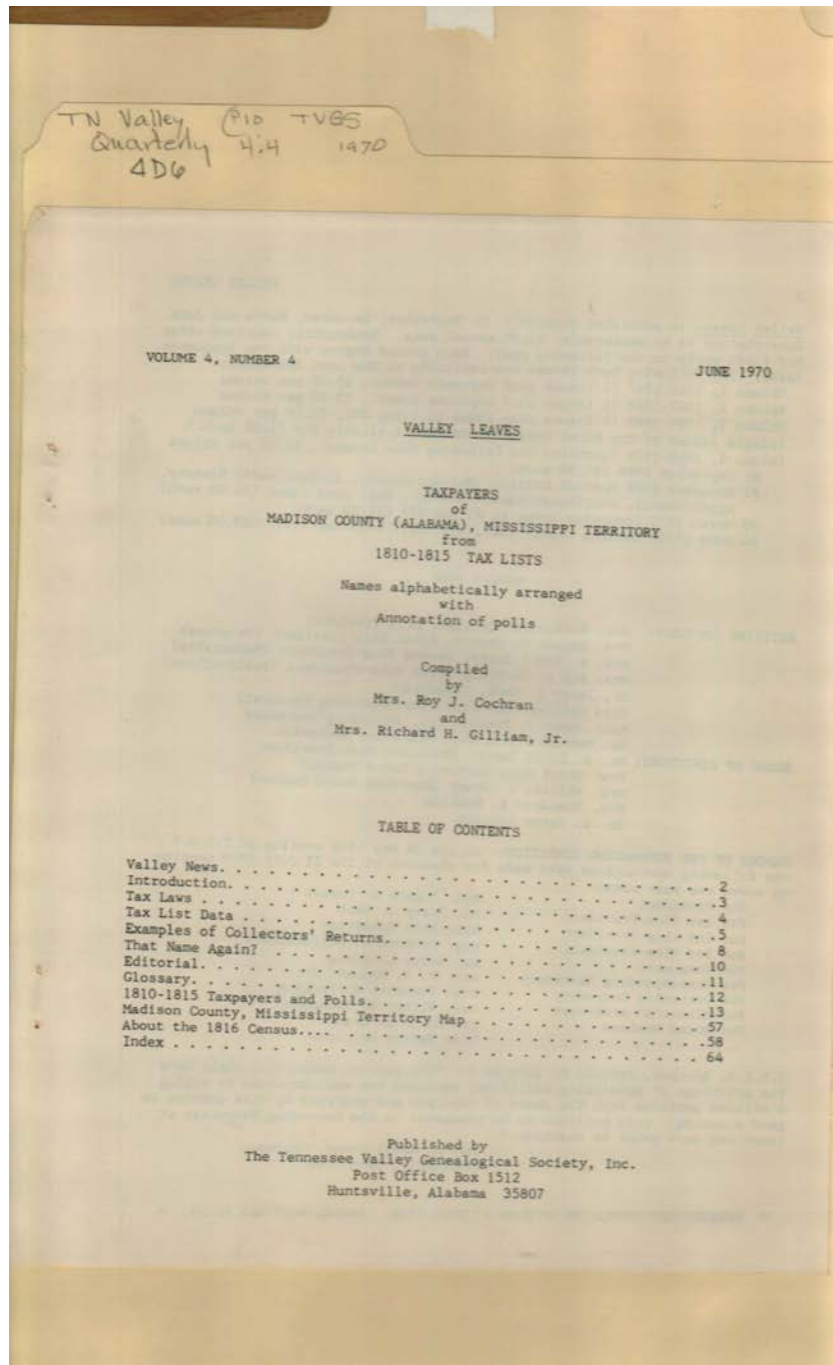 TN Valley P10 TVGS
Quarterly 4:4 1970
4D6
VOLUME 4, NUMBER 4
JUNE 1970
VALLEY LEAVES
TAXPAYERS
of
MADISON COUNTY (ALABAMA), MISSISSIPPI TERRITORY
from
1810-1815 TAX LISTS
Names alphabetically arranged
with
Annotation of polls
Compiled
by
Mrs. Roy J. Cochran
and
Mrs. Richard H. Gilliam, Jr.
TABLE OF CONTENTS
Valley News. . . . . . . . . . . . . . . . . . . . . . . . . . . . . . 2
Introduction. . . . . . . . . . . . . . . . . . . . . . . . . . . . . .3
Tax Laws . . . . . . . . . . . . . . . . . . . . . . . . . . . . . . . 4
Tax List Data . . . . . . . . . . . . . . . . . . . . . . . . . . . . .5
Examples of Collectors' Returns. . . . . . . . . . . . . . . . . . . . 8
That Name Again? . . . . . . . . . . . . . . . . . . . . . . . . . . . 10
Editorial. . . . . . . . . . . . . . . . . . . . . . . . . . . . . . .11
Glossary. . . . . . . . . . . . . . . . . . . . . . . . . . . . . . . 12
1810-1815 Taxpayers and Polls. . . . . . . . . . . . . . . . . . . . .13
Madison County, Mississippi Territory Map . . . . . . . . . . . . . . 57
About the 1816 Census.... . . . . . . . . . . . . . . . . . . . . . .58
Index . . . . . . . . . . . . . . . . . . . . . . . . . . . . . . . . 64
Published by
The Tennessee Valley Genealogical Society, Inc.
Post Office Box 1512
Huntsville, Alabama 35807